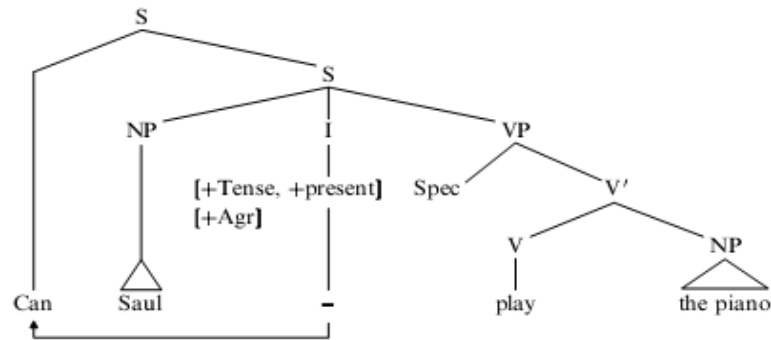 S
S
NP I VP
[+Tense, +present] Spec V′
[+Agr]
V NP
Can Saul – play the piano